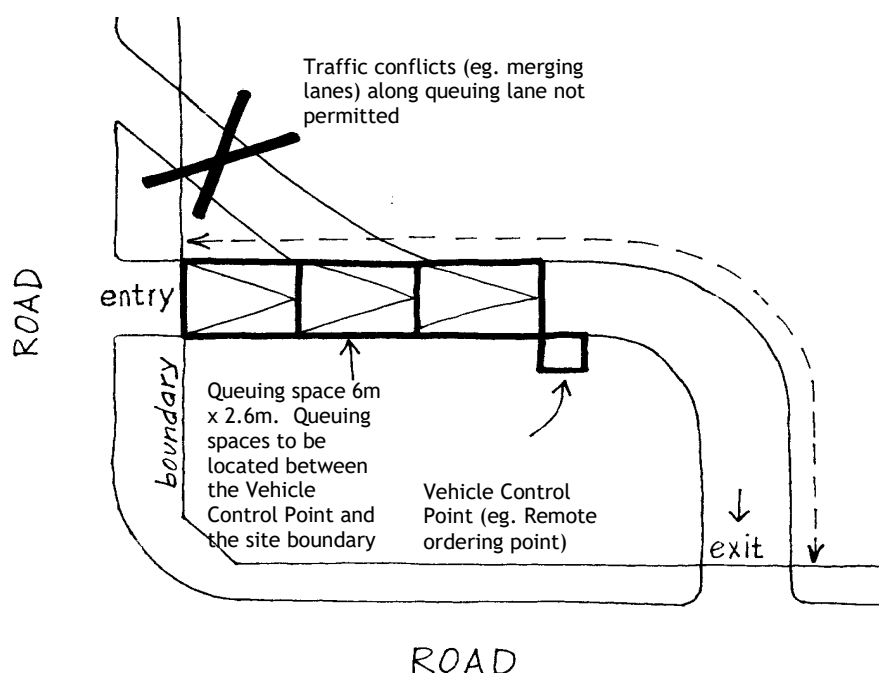 Traffic conflicts (eg. merging
lanes) along queuing lane not
permitted
ROAD
entry
boundary
Queuing space 6m
x 2.6m. Queuing
spaces to be
located between
the Vehicle
Control Point and
the site boundary
Vehicle Control
Point (eg. Remote
ordering point)
exit
ROAD